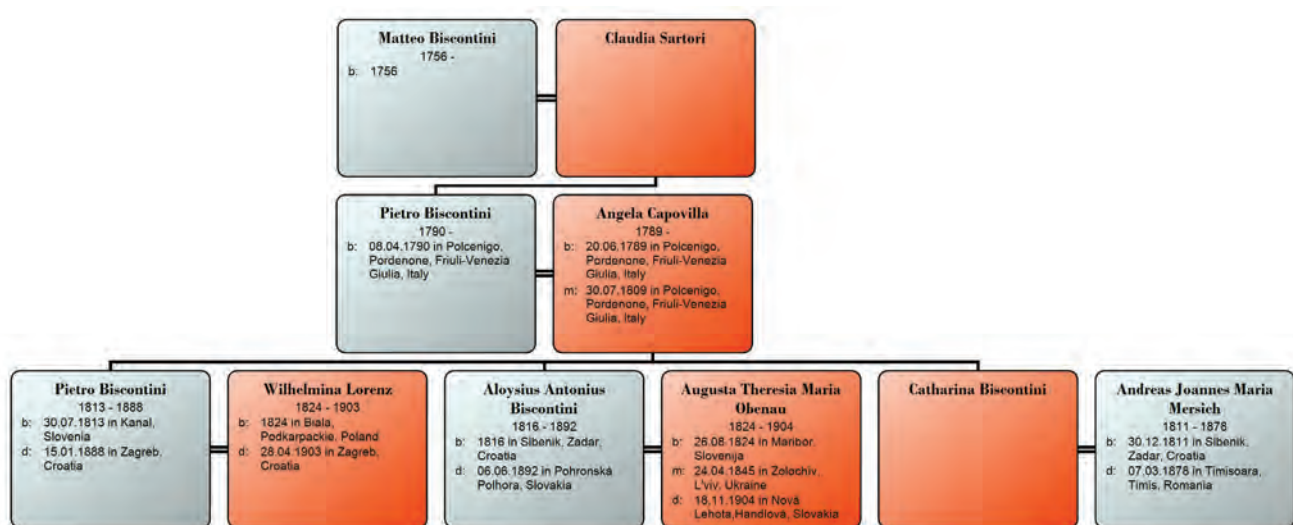 Matteo Biscontini
1756 -
b: 1756
Claudia Sartori
Pietro Biscontini
1790 -
b: 08.04.1790 in Polcenigo,
Pordenone, Friuli-Venezia
Giulia, Italy
Angela Capovilla
1789 -
b: 20.06.1789 in Polcenigo,
Pordenone, Friuli-Venezia
Giulia, Italy
m: 30.07.1809 in Polcenigo,
Pordenone, Friuli-Venezia
Giulia, Italy
Pietro Biscontini
1813 - 1888
b: 30.07.1813 in Kanal,
Slovenia
d: 15.01.1888 in Zagreb,
Croatia
Wilhelmina Lorenz
1824 - 1903
b: 1824 in Biala,
Podkarpackie, Poland
d: 28.04.1903 in Zagreb,
Croatia
Aloysius Antonius
Biscontini
1816 - 1892
b: 1816 in Sibenik, Zadar,
Croatia
d: 06.06.1892 in Pohronská
Polhora, Slovakia
Augusta Theresia Maria
Obenau
1824 - 1904
b: 26.08.1824 in Maribor,
Slovenija
m: 24.04.1845 in Zolochiv,
L'viv, Ukraine
d: 18.11.1904 in Nová
Lehota,Handlova, Slovakia
Catharina Biscontini
Andreas Joannes Maria
Mersich
1811 - 1878
b: 30.12.1811 in Sibenik,
Zadar, Croatia
d: 07.03.1878 in Timisoara,
Timis, Romania